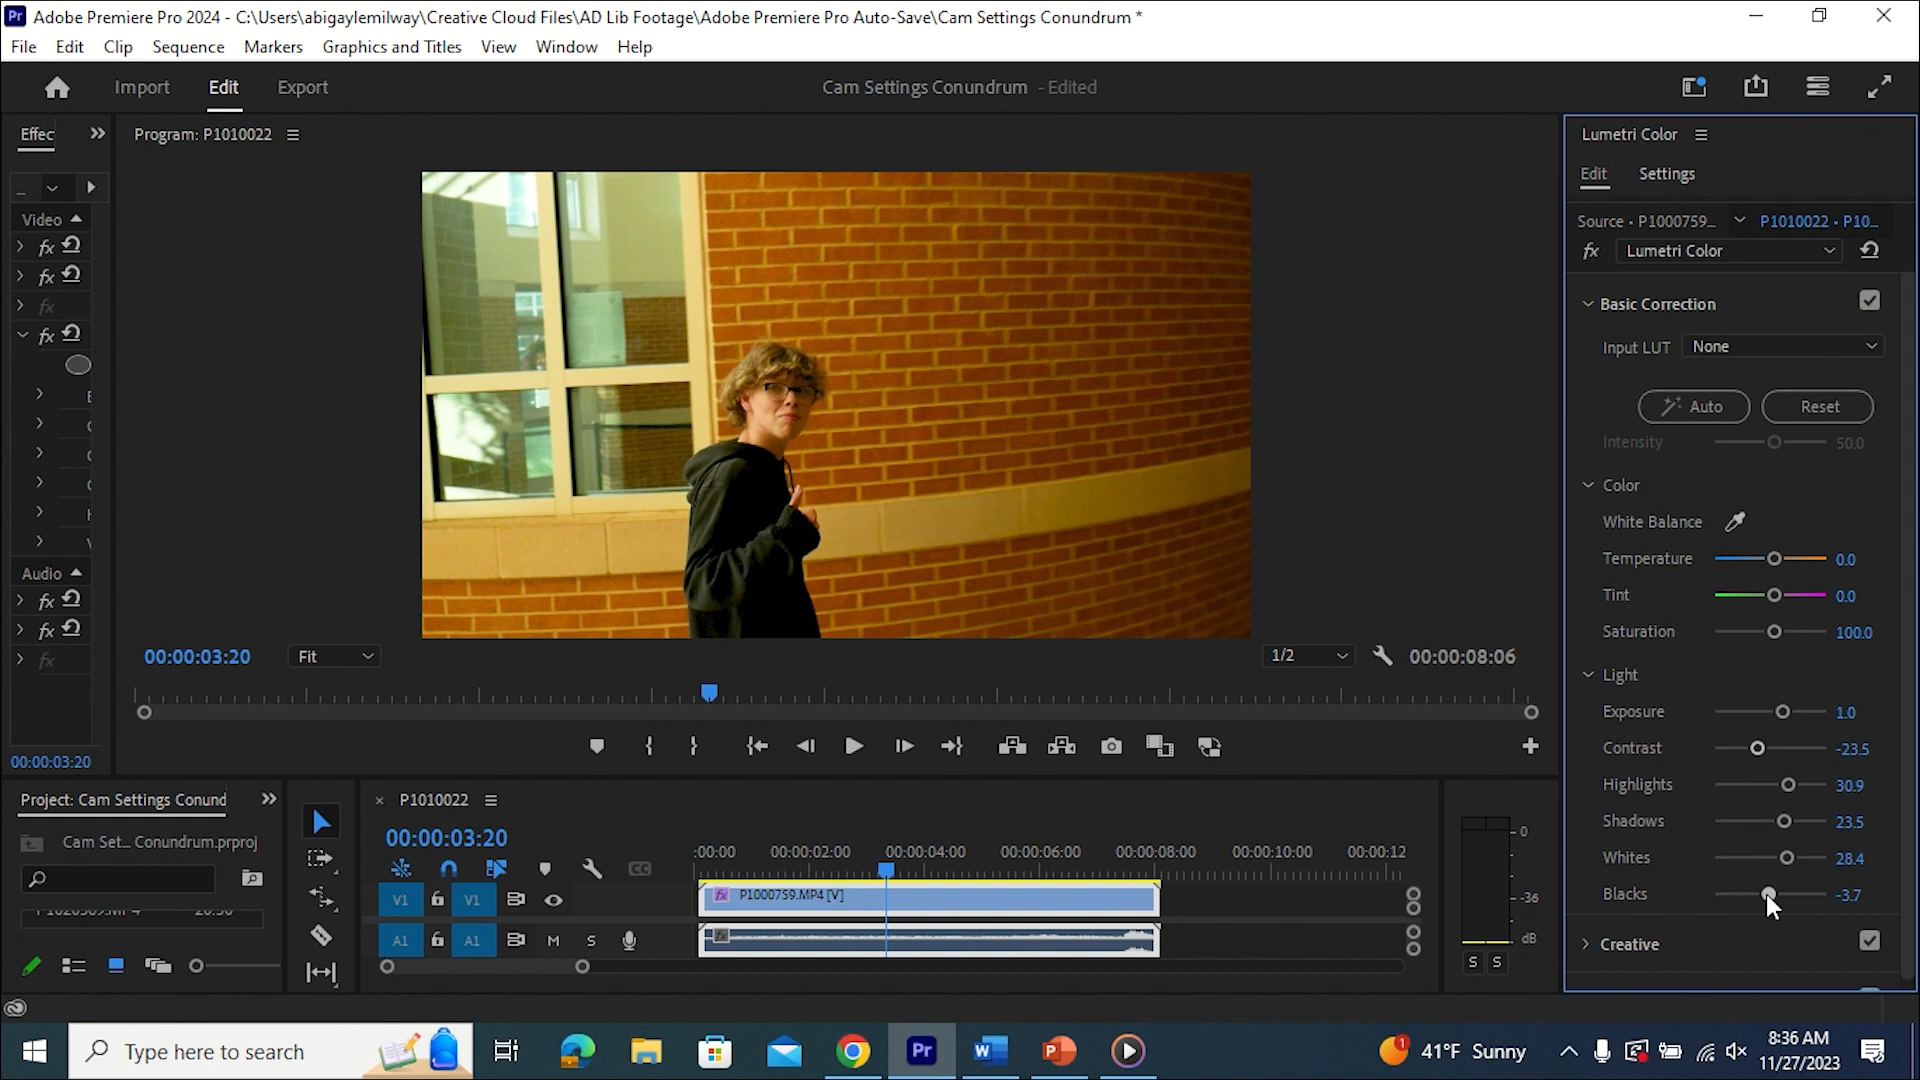 Adobe Premiere Pro 2024 - C:\Users\abigaylemilway\Creative Cloud Files\AD Lib Footage\Adobe Premiere Pro Auto-Save\Cam Settings Conundrum *
File Edit Clip Sequence Markers Graphics and Titles View Window Help
Import Edit Export
Cam Settings Conundrum - Edited
Effec
Program: P1010022
Video
Audio
00:00:03:20
00:00:03:20
Fit
1/2
00:00:08:06
Lumetri Color
Edit Settings
Source • P1000759... P1010022 • P10...
fx Lumetri Color
Basic Correction
Input LUT None
Auto Reset
Intensity 50.0
Color
White Balance
Temperature 0.0
Tint 0.0
Saturation 100.0
Light
Exposure 1.0
Contrast -23.5
Highlights 30.9
Shadows 23.5
Whites 28.4
Blacks -3.7
Creative
Project: Cam Settings Conund
Cam Set... Conundrum.prproj
P1010022
00:00:03:20
:00:00 00:00:02:00 00:00:04:00 00:00:06:00 00:00:08:00 00:00:10:00 00:00:12
V1 V1 fx P1000759.MP4 [V]
A1 A1 M S fx
0
-36
dB
S S
Type here to search
Pr
41°F Sunny
8:36 AM
11/27/2023